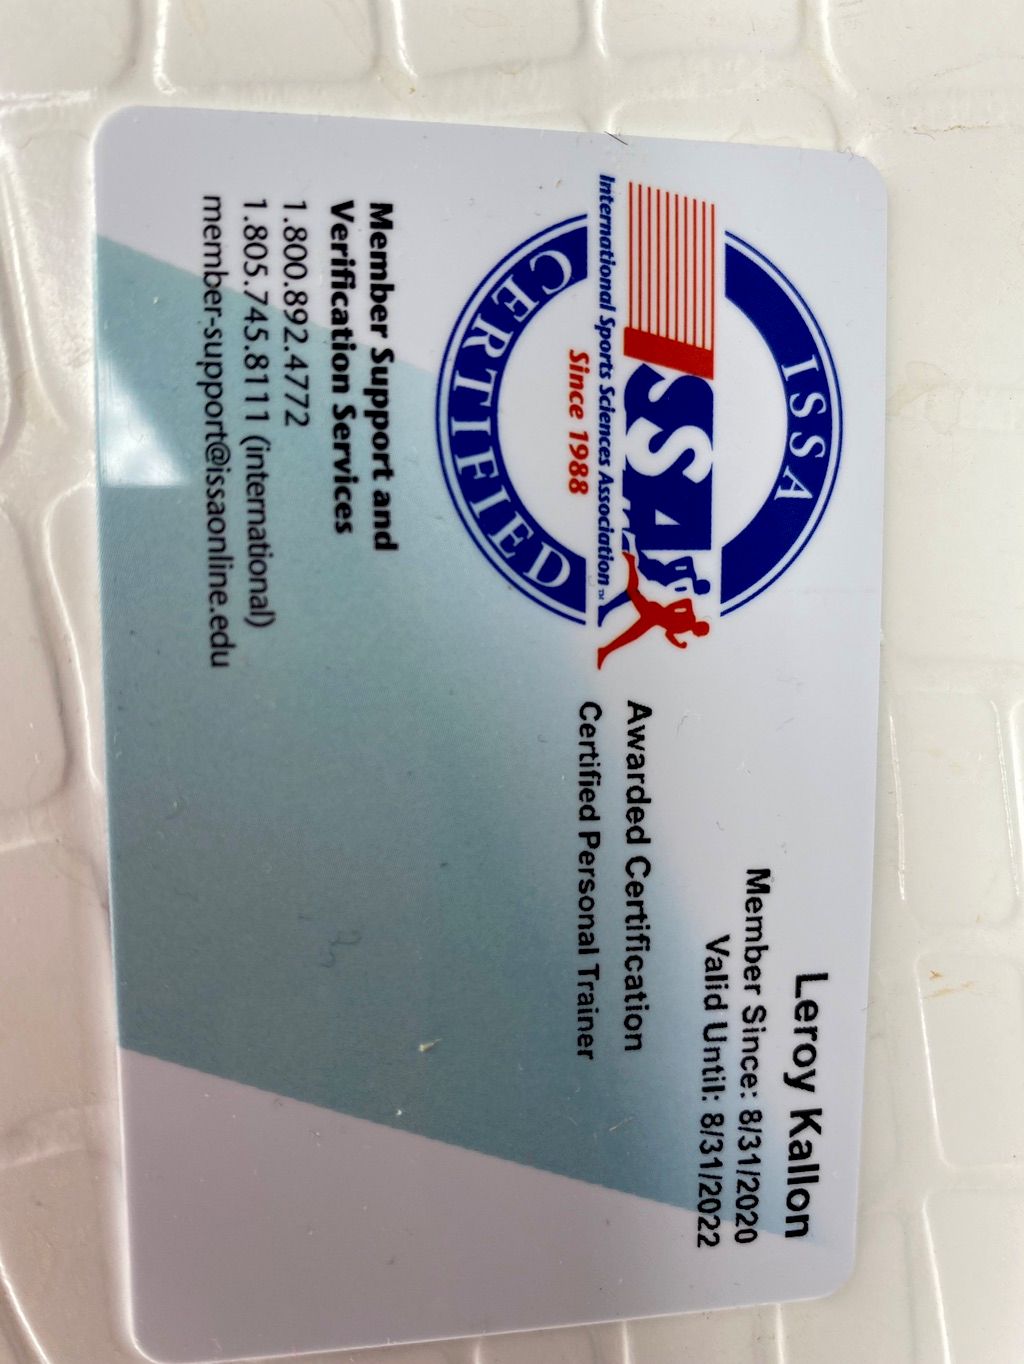 Leroy Kallon
Member Since: 8/31/2020
Valid Until: 8/31/2022
ISSA
ISSA
International Sports Sciences Association™
Since 1988
CERTIFIED
Awarded Certification
Certified Personal Trainer
Member Support and
Verification Services
1.800.892.4772
1.805.745.8111 (international)
member-support@issaonline.edu